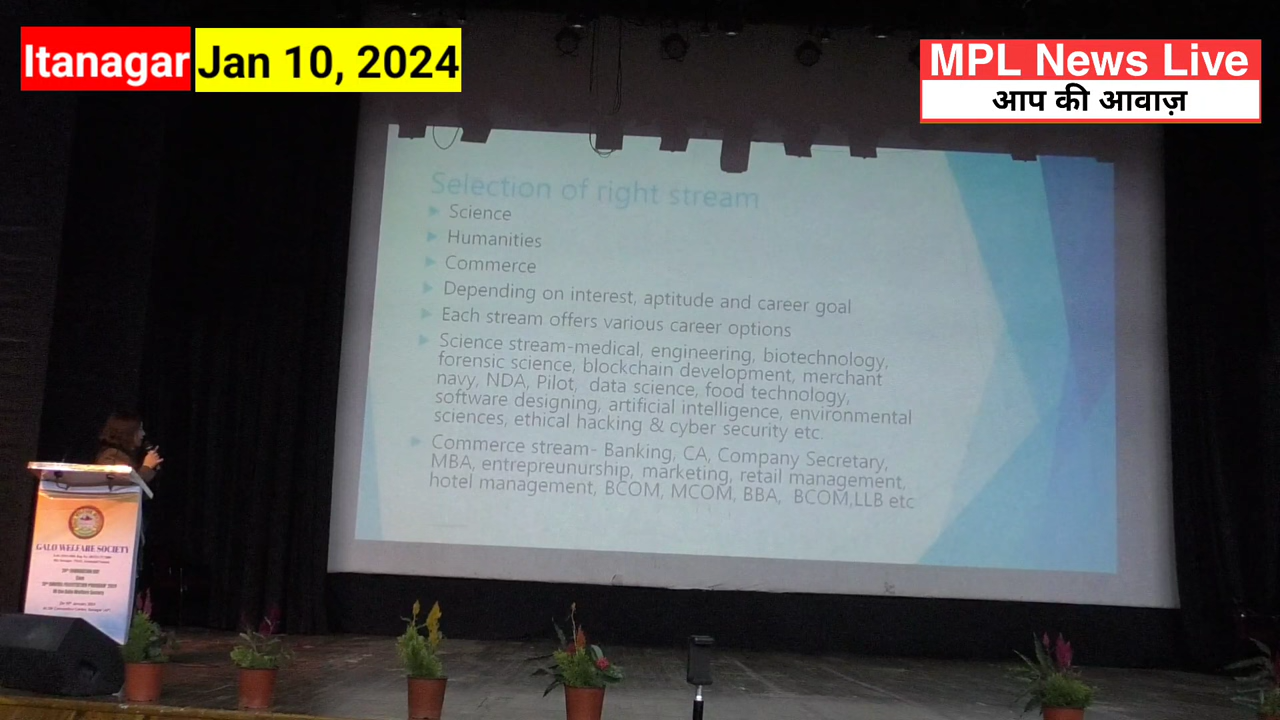 Itanagar Jan 10, 2024
MPL News Live
आप की आवाज़
Selection of right stream
Science
Humanities
Commerce
Depending on interest, aptitude and career goal
Each stream offers various career options
Science stream-medical, engineering, biotechnology,
forensic science, blockchain development, merchant
navy, NDA, Pilot, data science, food technology,
software designing, artificial intelligence, environmental
sciences, ethical hacking & cyber security etc.
Commerce stream- Banking, CA, Company Secretary,
MBA, entrepreunurship, marketing, retail management,
hotel management, BCOM, MCOM, BBA, BCOM,LLB etc
GALO WELFARE SOCIETY